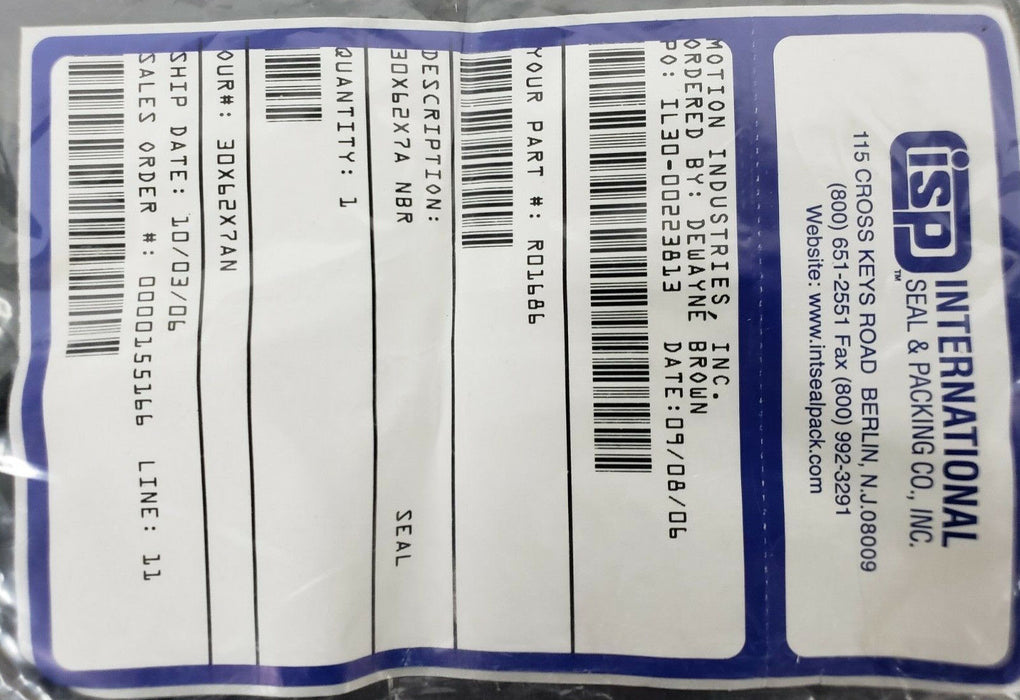 isp™ INTERNATIONAL
SEAL & PACKING CO., INC.
115 CROSS KEYS ROAD BERLIN, N.J. 08009
(800) 651-2551 Fax (800) 992-3291
Website: www.intsealpack.com
MOTION INDUSTRIES, INC.
ORDERED BY: DEWAYNE BROWN
PO: IL30-00223813 DATE:09/08/06
YOUR PART #: R01686
DESCRIPTION:
30X62X7A NBR SEAL
QUANTITY: 1
OUR#: 30X62X7AN
SHIP DATE: 10/03/06
SALES ORDER #: 0000155166 LINE: 11